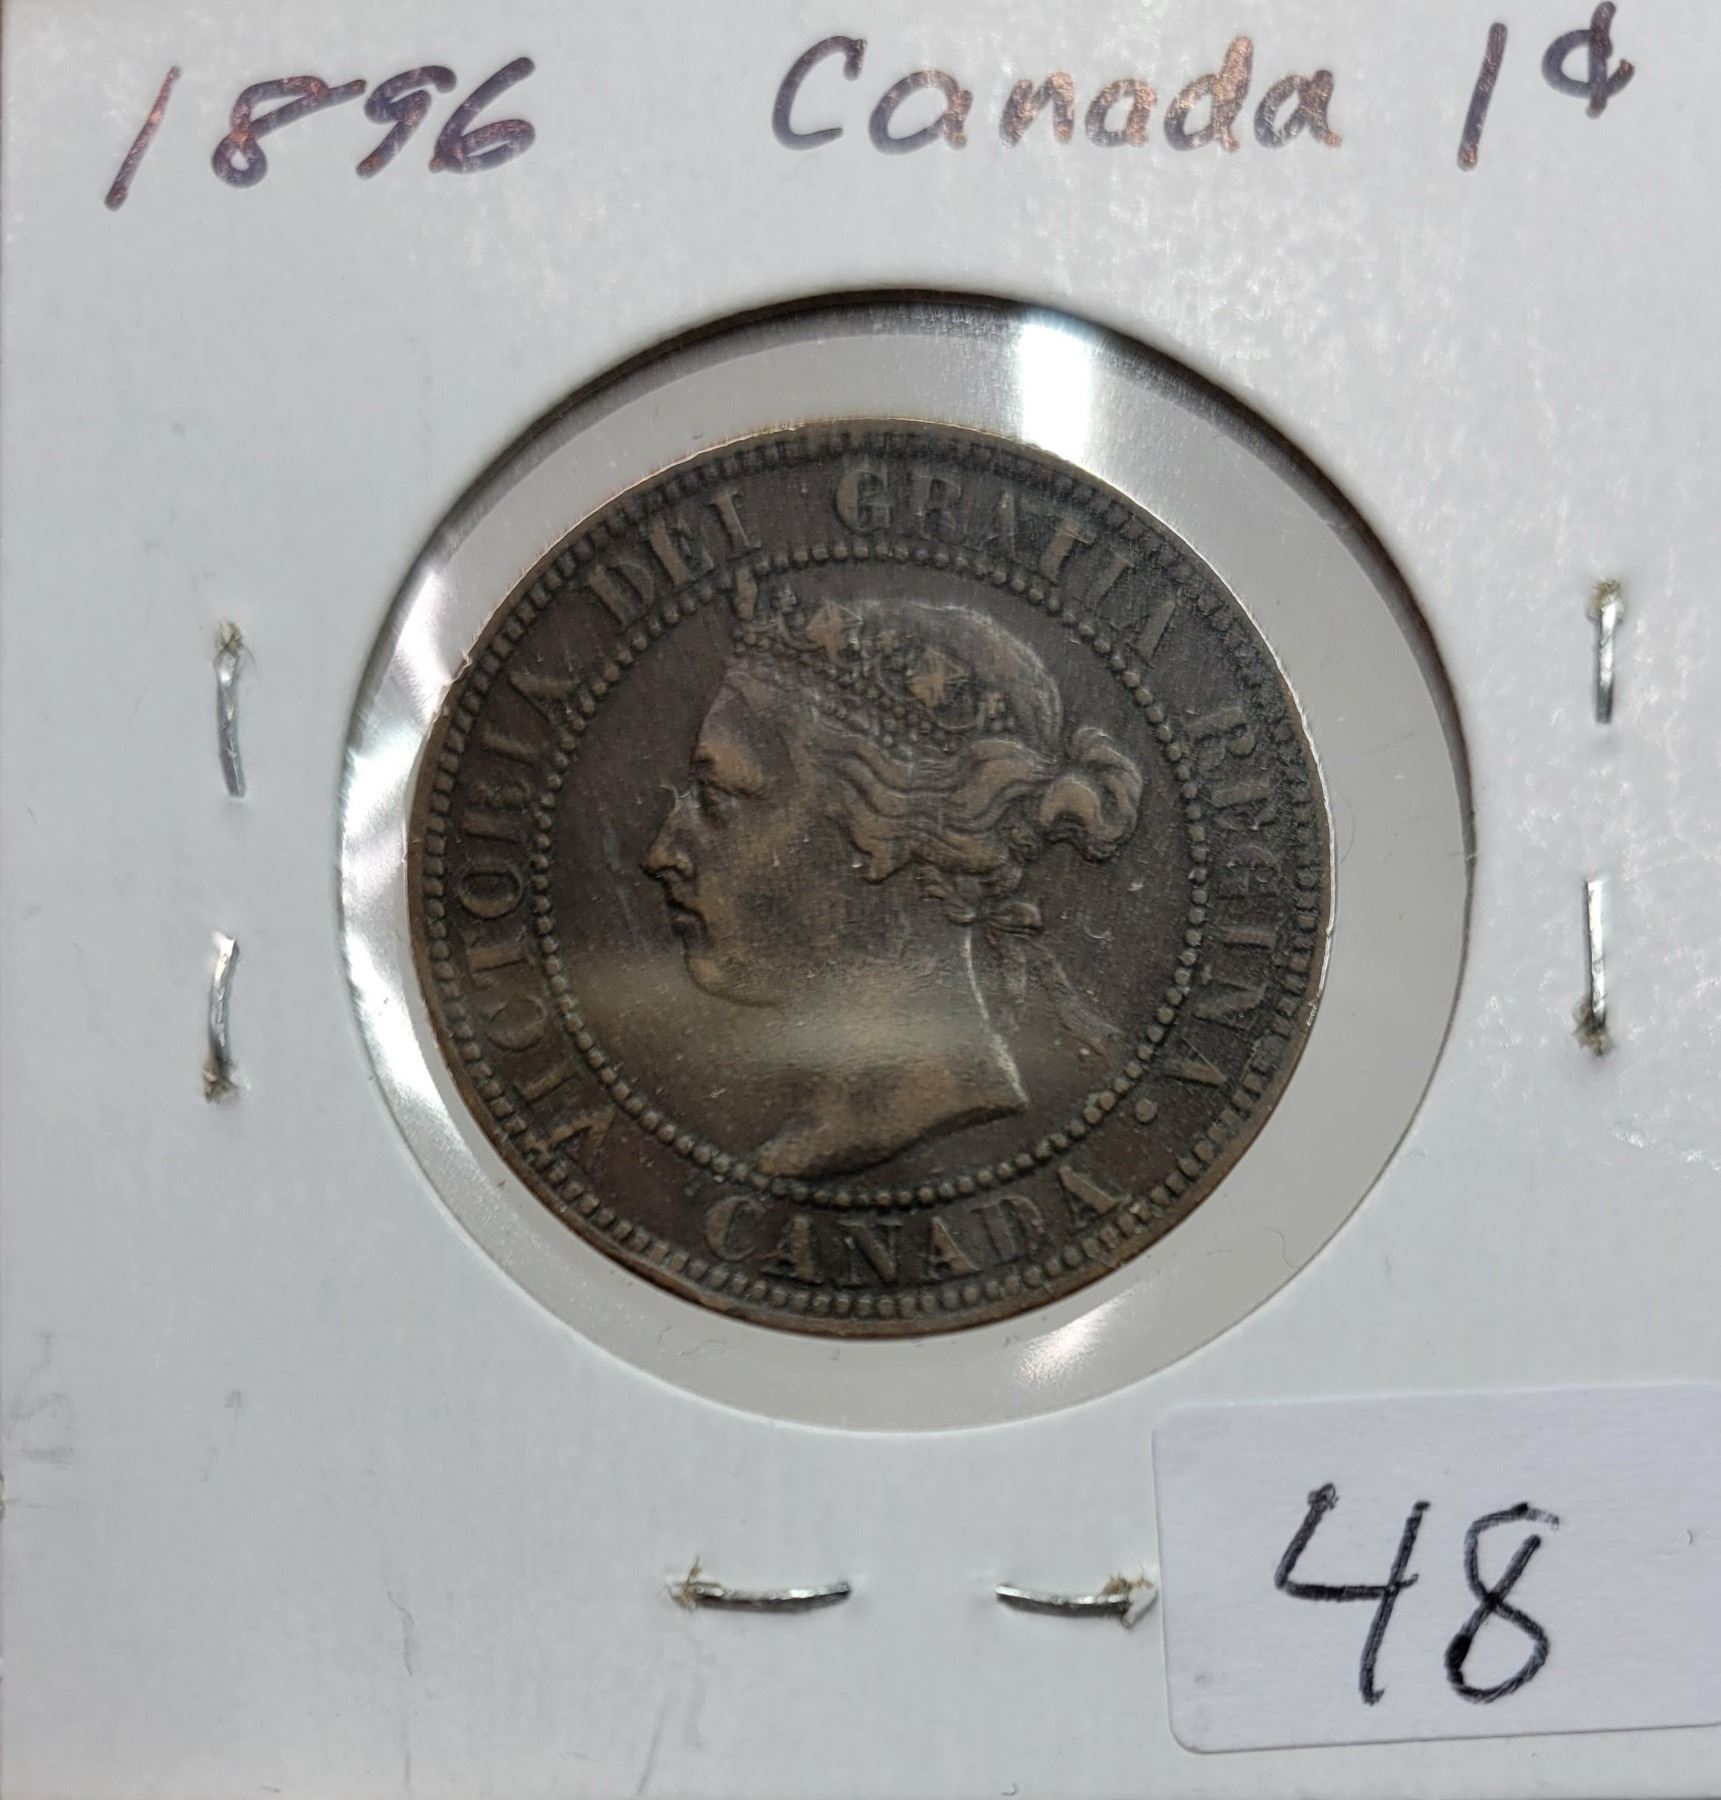 1896 Canada 1¢
VICTORIA DEI GRATIA REGINA.
CANADA
48